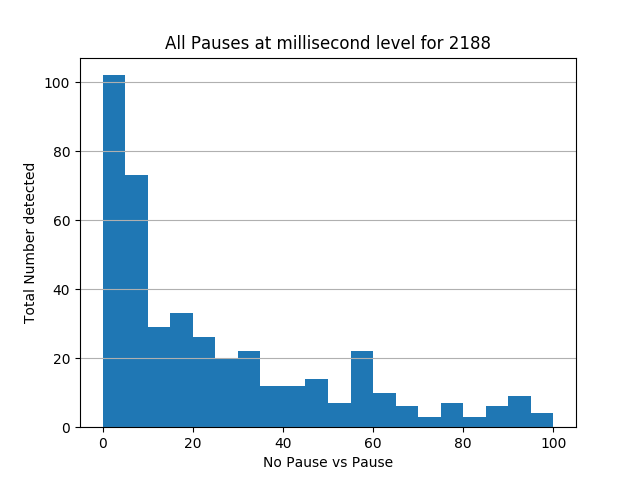 All Pauses at millisecond level for 2188
100
80
60
40
20
0
Total Number detected
0 20 40 60 80 100
No Pause vs Pause